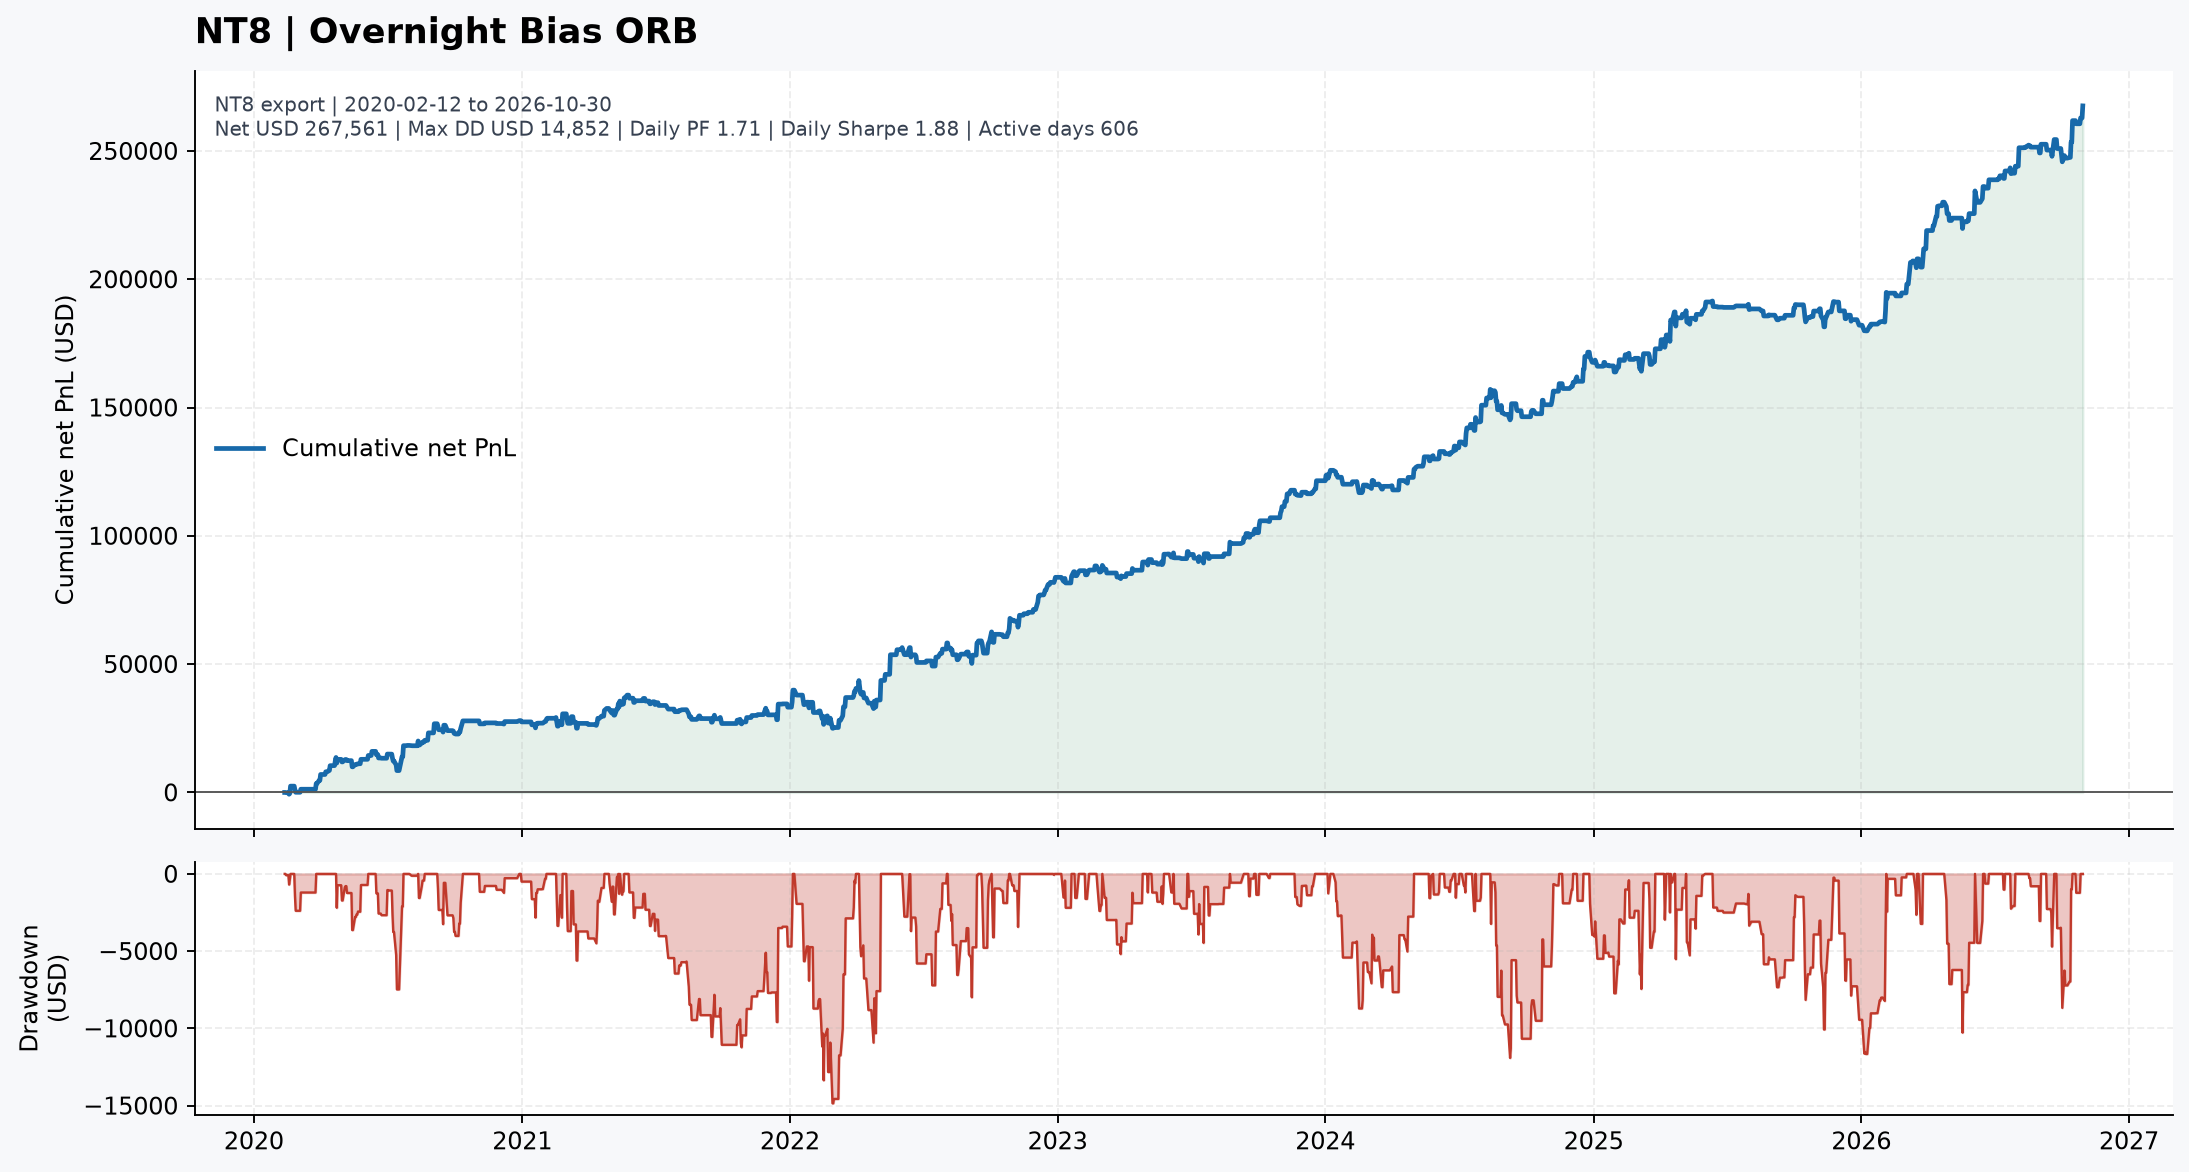 NT8 | Overnight Bias ORB
NT8 export | 2020-02-12 to 2026-10-30
Net USD 267,561 | Max DD USD 14,852 | Daily PF 1.71 | Daily Sharpe 1.88 | Active days 606
250000
200000
150000
100000
50000
0
Cumulative net PnL (USD)
Cumulative net PnL
0
−5000
−10000
−15000
Drawdown
(USD)
2020
2021
2022
2023
2024
2025
2026
2027